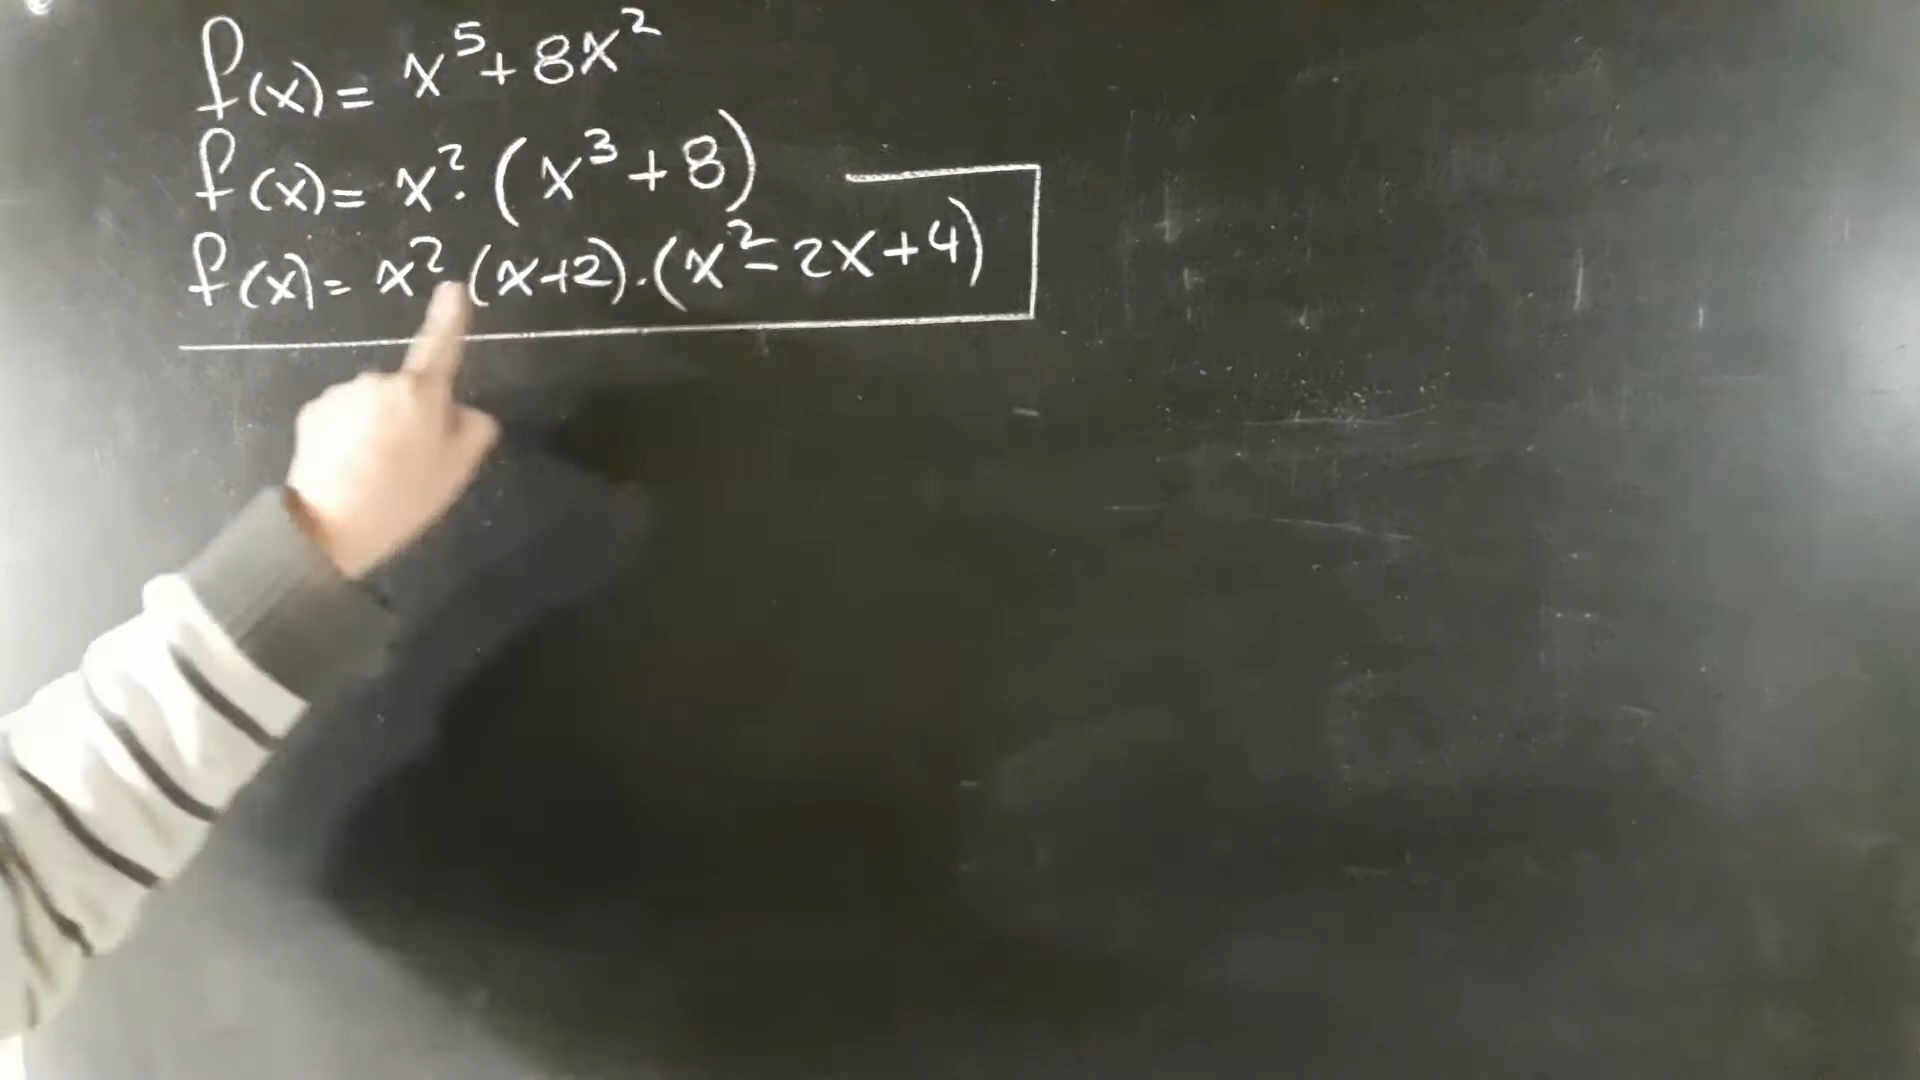 f(x) = x⁵ + 8x²
f(x) = x² · (x³ + 8)
f(x) = x² (x+2) · (x² - 2x + 4)